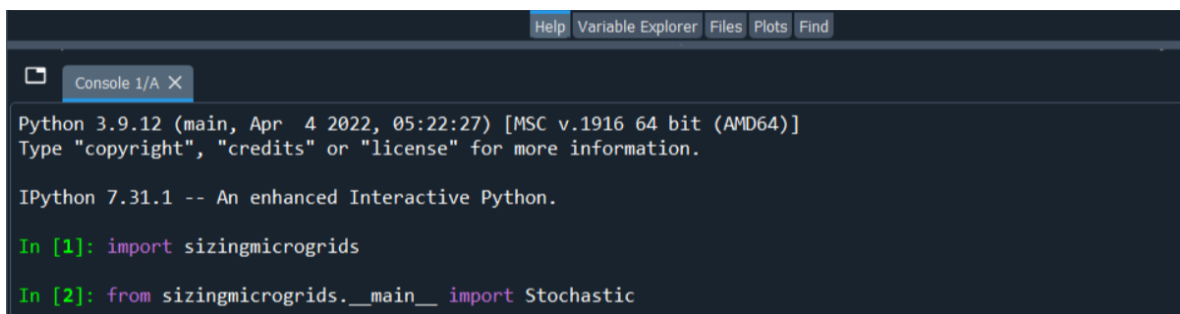 Help Variable Explorer Files Plots Find
Console 1/A
Python 3.9.12 (main, Apr  4 2022, 05:22:27) [MSC v.1916 64 bit (AMD64)]
Type "copyright", "credits" or "license" for more information.
IPython 7.31.1 -- An enhanced Interactive Python.
In [1]: import sizingmicrogrids
In [2]: from sizingmicrogrids.__main__ import Stochastic